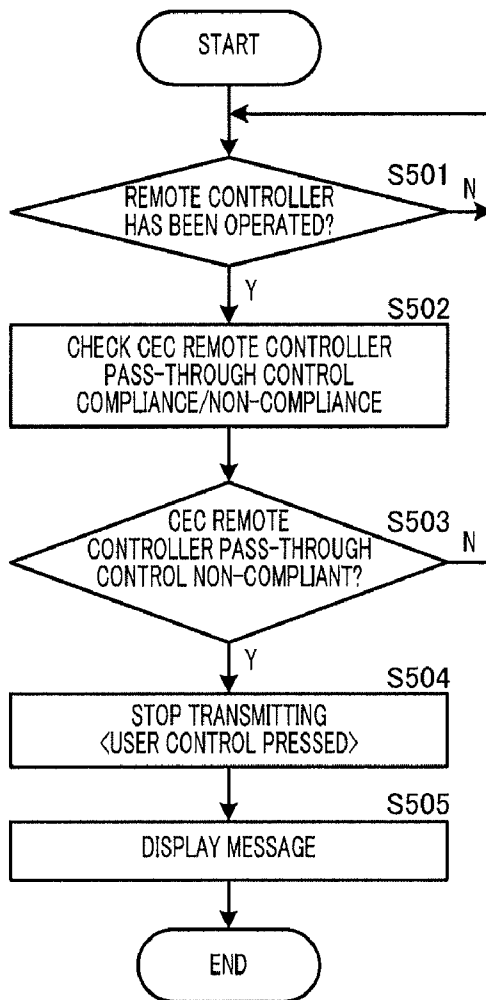 START
S501
REMOTE CONTROLLER
HAS BEEN OPERATED?
N
Y
S502
CHECK CEC REMOTE CONTROLLER
PASS-THROUGH CONTROL
COMPLIANCE/NON-COMPLIANCE
S503
CEC REMOTE
CONTROLLER PASS-THROUGH
CONTROL NON-COMPLIANT?
N
Y
S504
STOP TRANSMITTING
<USER CONTROL PRESSED>
S505
DISPLAY MESSAGE
END